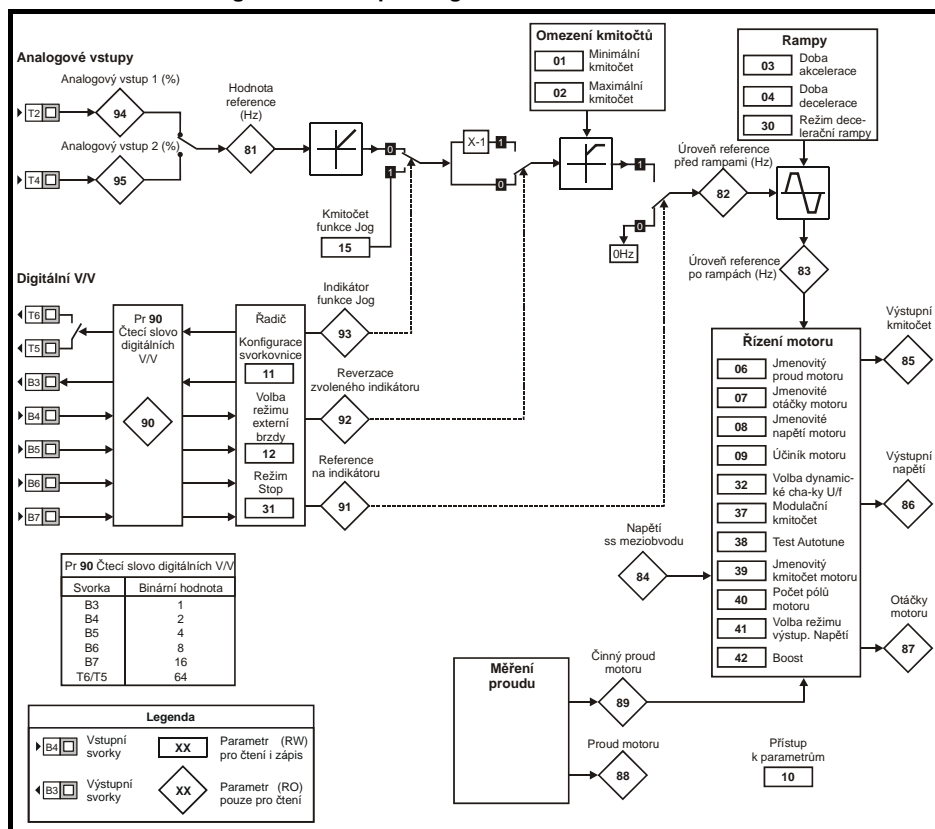 Analogové vstupy
Analogový vstup 1 (%)
T2
94
Analogový vstup 2 (%)
T4
95
Hodnota
reference
(Hz)
81
0
1
Kmitočet
funkce Jog
15
X-1
1
0
Omezení kmitočtů
01
Minimální
kmitočet
02
Maximální
kmitočet
1
0
0Hz
Úroveň reference
před rampami (Hz)
82
Rampy
03
Doba
akcelerace
04
Doba
decelerace
30
Režim dece-
lerační rampy
Úroveň reference
po rampách (Hz)
83
Digitální V/V
T6
T5
B3
B4
B5
B6
B7
Pr 90
Čtecí slovo
digitálních
V/V
90
Řadič
Konfigurace
svorkovnice
11
Volba
režimu
externí
brzdy
12
Režim
Stop
31
Indikátor
funkce Jog
93
Reverzace
zvoleného indikátoru
92
Reference
na indikátoru
91
Napětí
ss meziobvodu
84
Řízení motoru
06
Jmenovitý
proud motoru
07
Jmenovité
otáčky motoru
08
Jmenovité
napětí motoru
09
Účiník motoru
32
Volba dynamic-
ké cha-ky U/f
37
Modulační
kmitočet
38
Test Autotune
39
Jmenovitý
kmitočet motoru
40
Počet pólů
motoru
41
Volba režimu
výstup. Napětí
42
Boost
Výstupní
kmitočet
85
Výstupní
napětí
86
Otáčky
motoru
87
Pr 90 Čtecí slovo digitálních V/V
Svorka Binární hodnota
B3 1
B4 2
B5 4
B6 8
B7 16
T6/T5 64
Měření
proudu
Činný proud
motoru
89
Proud motoru
88
Přístup
k parametrům
10
Legenda
B4
Vstupní
svorky
XX
Parametr (RW)
pro čtení i zápis
B3
Výstupní
svorky
XX
Parametr (RO)
pouze pro čtení